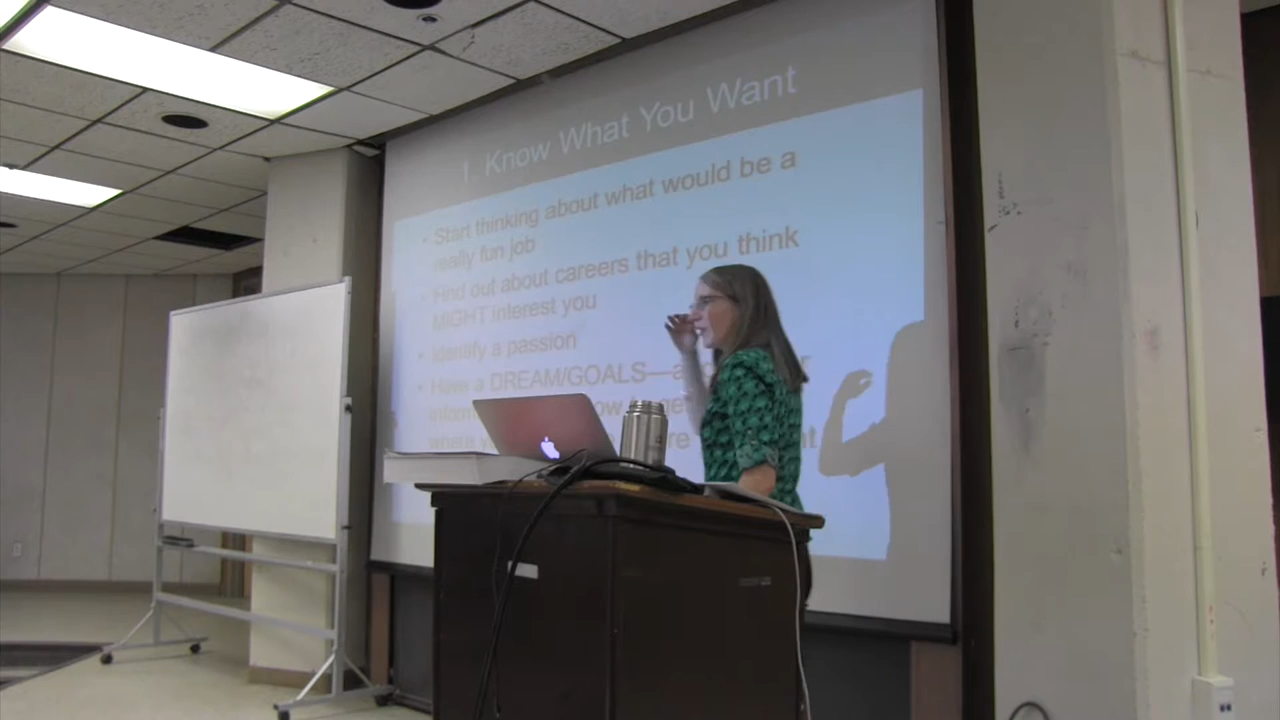 1. Know What You Want
• Start thinking about what would be a
really fun job
• Find out about careers that you think
MIGHT interest you
• Identify a passion
• Have a DREAM/GOALS—a
where